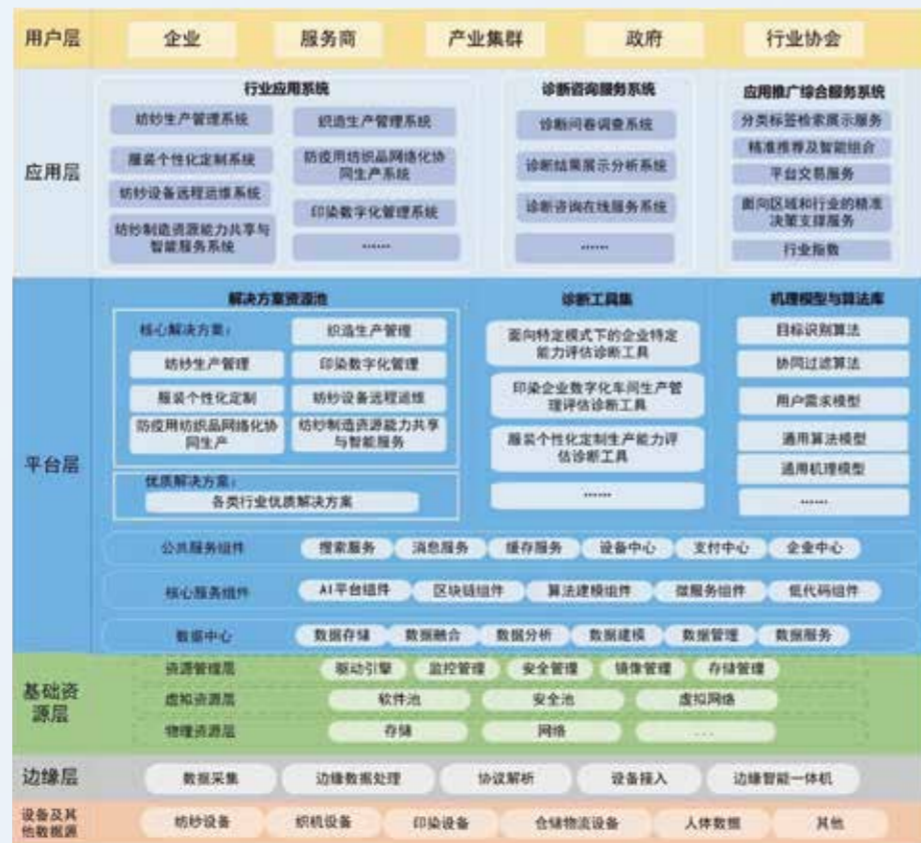 用户层
企业
服务商
产业集群
政府
行业协会
应用层
行业应用系统
纺纱生产管理系统
织造生产管理系统
服装个性化定制系统
防疫用纺织品网络化协
同生产系统
纺纱设备远程运维系统
印染数字化管理系统
纺纱制造资源能力共享与
智能服务系统
......
诊断咨询服务系统
诊断问卷调查系统
诊断结果展示分析系统
诊断咨询在线服务系统
......
应用推广综合服务系统
分类标签检索展示服务
精准推荐及智能组合
平台交易服务
面向区域和行业的精准
决策支撑服务
行业指数
平台层
解决方案资源池
核心解决方案:
织造生产管理
纺纱生产管理
印染数字化管理
服装个性化定制
纺纱设备远程运维
防疫用纺织品网络化协
同生产
纺纱制造资源能力共享
与智能服务
优质解决方案:
各类行业优质解决方案
诊断工具集
面向特定模式下的企业特定
能力评估诊断工具
印染企业数字化车间生产管
理评估诊断工具
服装个性化定制生产能力评
估诊断工具
......
机理模型与算法库
目标识别算法
协同过滤算法
用户需求模型
通用算法模型
通用机理模型
......
公共服务组件
搜索服务
消息服务
缓存服务
设备中心
支付中心
企业中心
核心服务组件
AI平台组件
区块链组件
算法建模组件
微服务组件
低代码组件
数据中心
数据存储
数据融合
数据分析
数据建模
数据管理
数据服务
基础资
源层
资源管理层
驱动引擎
监控管理
安全管理
镜像管理
存储管理
虚拟资源层
软件池
安全池
虚拟网络
物理资源层
存储
网络
...
边缘层
数据采集
边缘数据处理
协议解析
设备接入
边缘智能一体机
设备及其
他数据源
纺纱设备
织机设备
印染设备
仓储物流设备
人体数据
其他